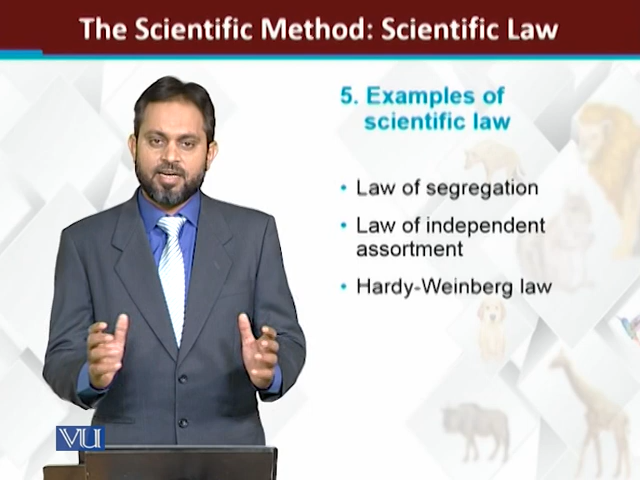 The Scientific Method: Scientific Law
5. Examples of
scientific law
• Law of segregation
• Law of independent
assortment
• Hardy-Weinberg law
VU